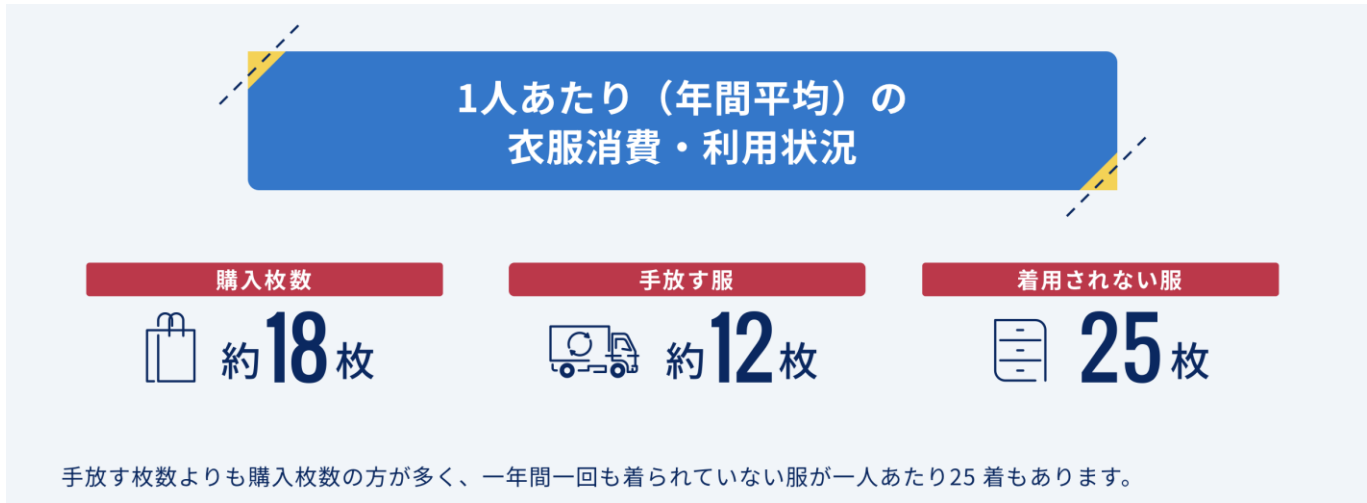 1人あたり（年間平均）の
衣服消費・利用状況
購入枚数
約18枚
手放す服
約12枚
着用されない服
25枚
手放す枚数よりも購入枚数の方が多く、一年間一回も着られていない服が一人あたり25 着もあります。